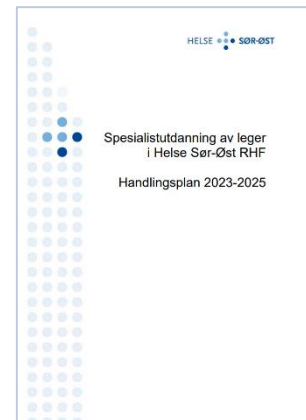 HELSE SØR-ØST
Spesialistutdanning av leger
i Helse Sør-Øst RHF
Handlingsplan 2023-2025